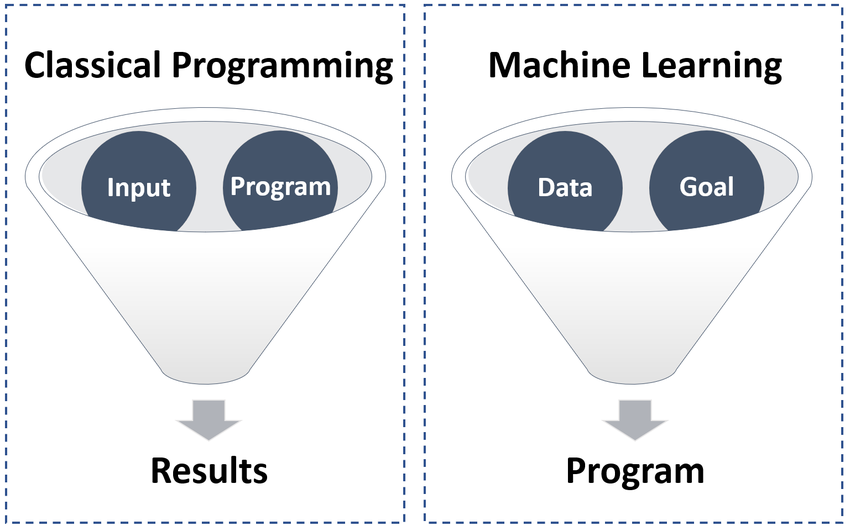 Classical Programming
Input
Program
Results
Machine Learning
Data
Goal
Program